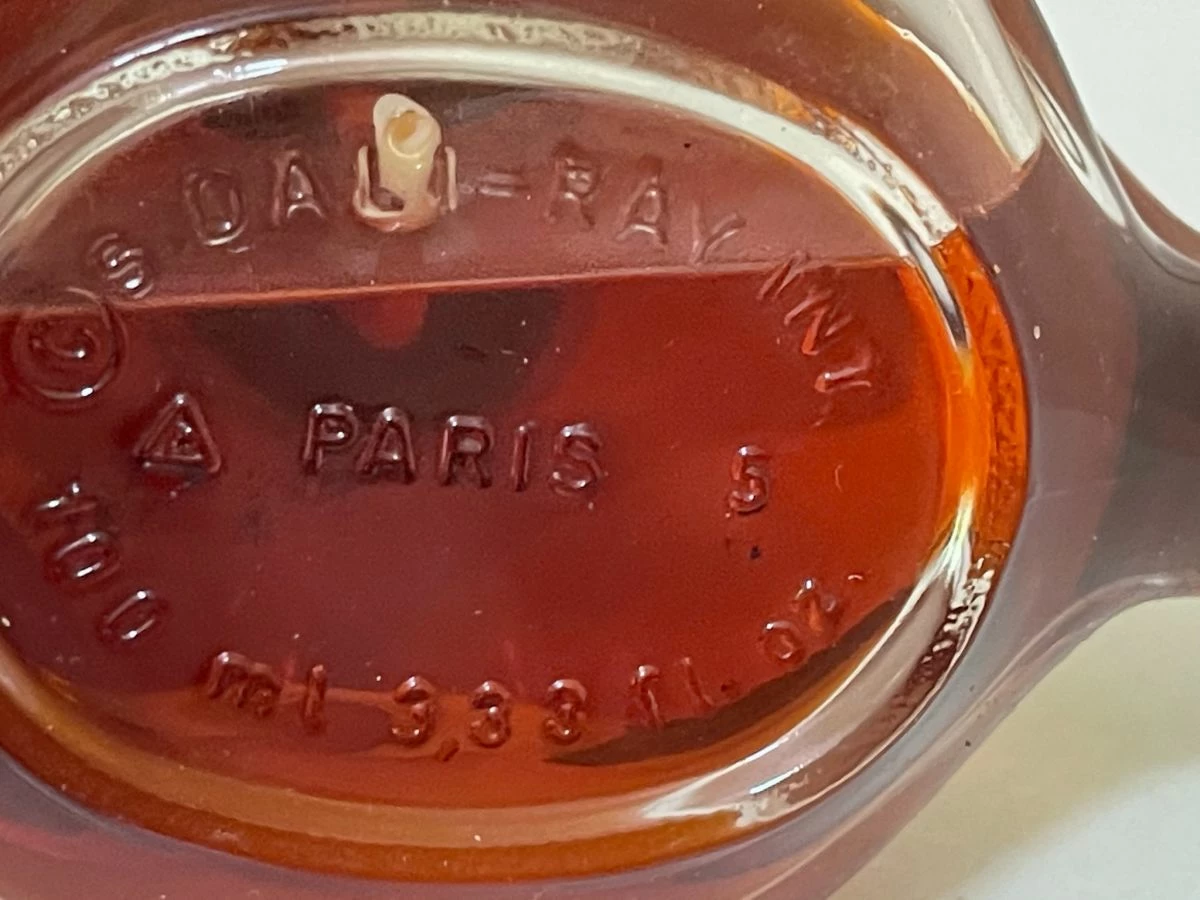 © S DALI = RAY
PARIS 5
100 ml 3,33 fl. oz.